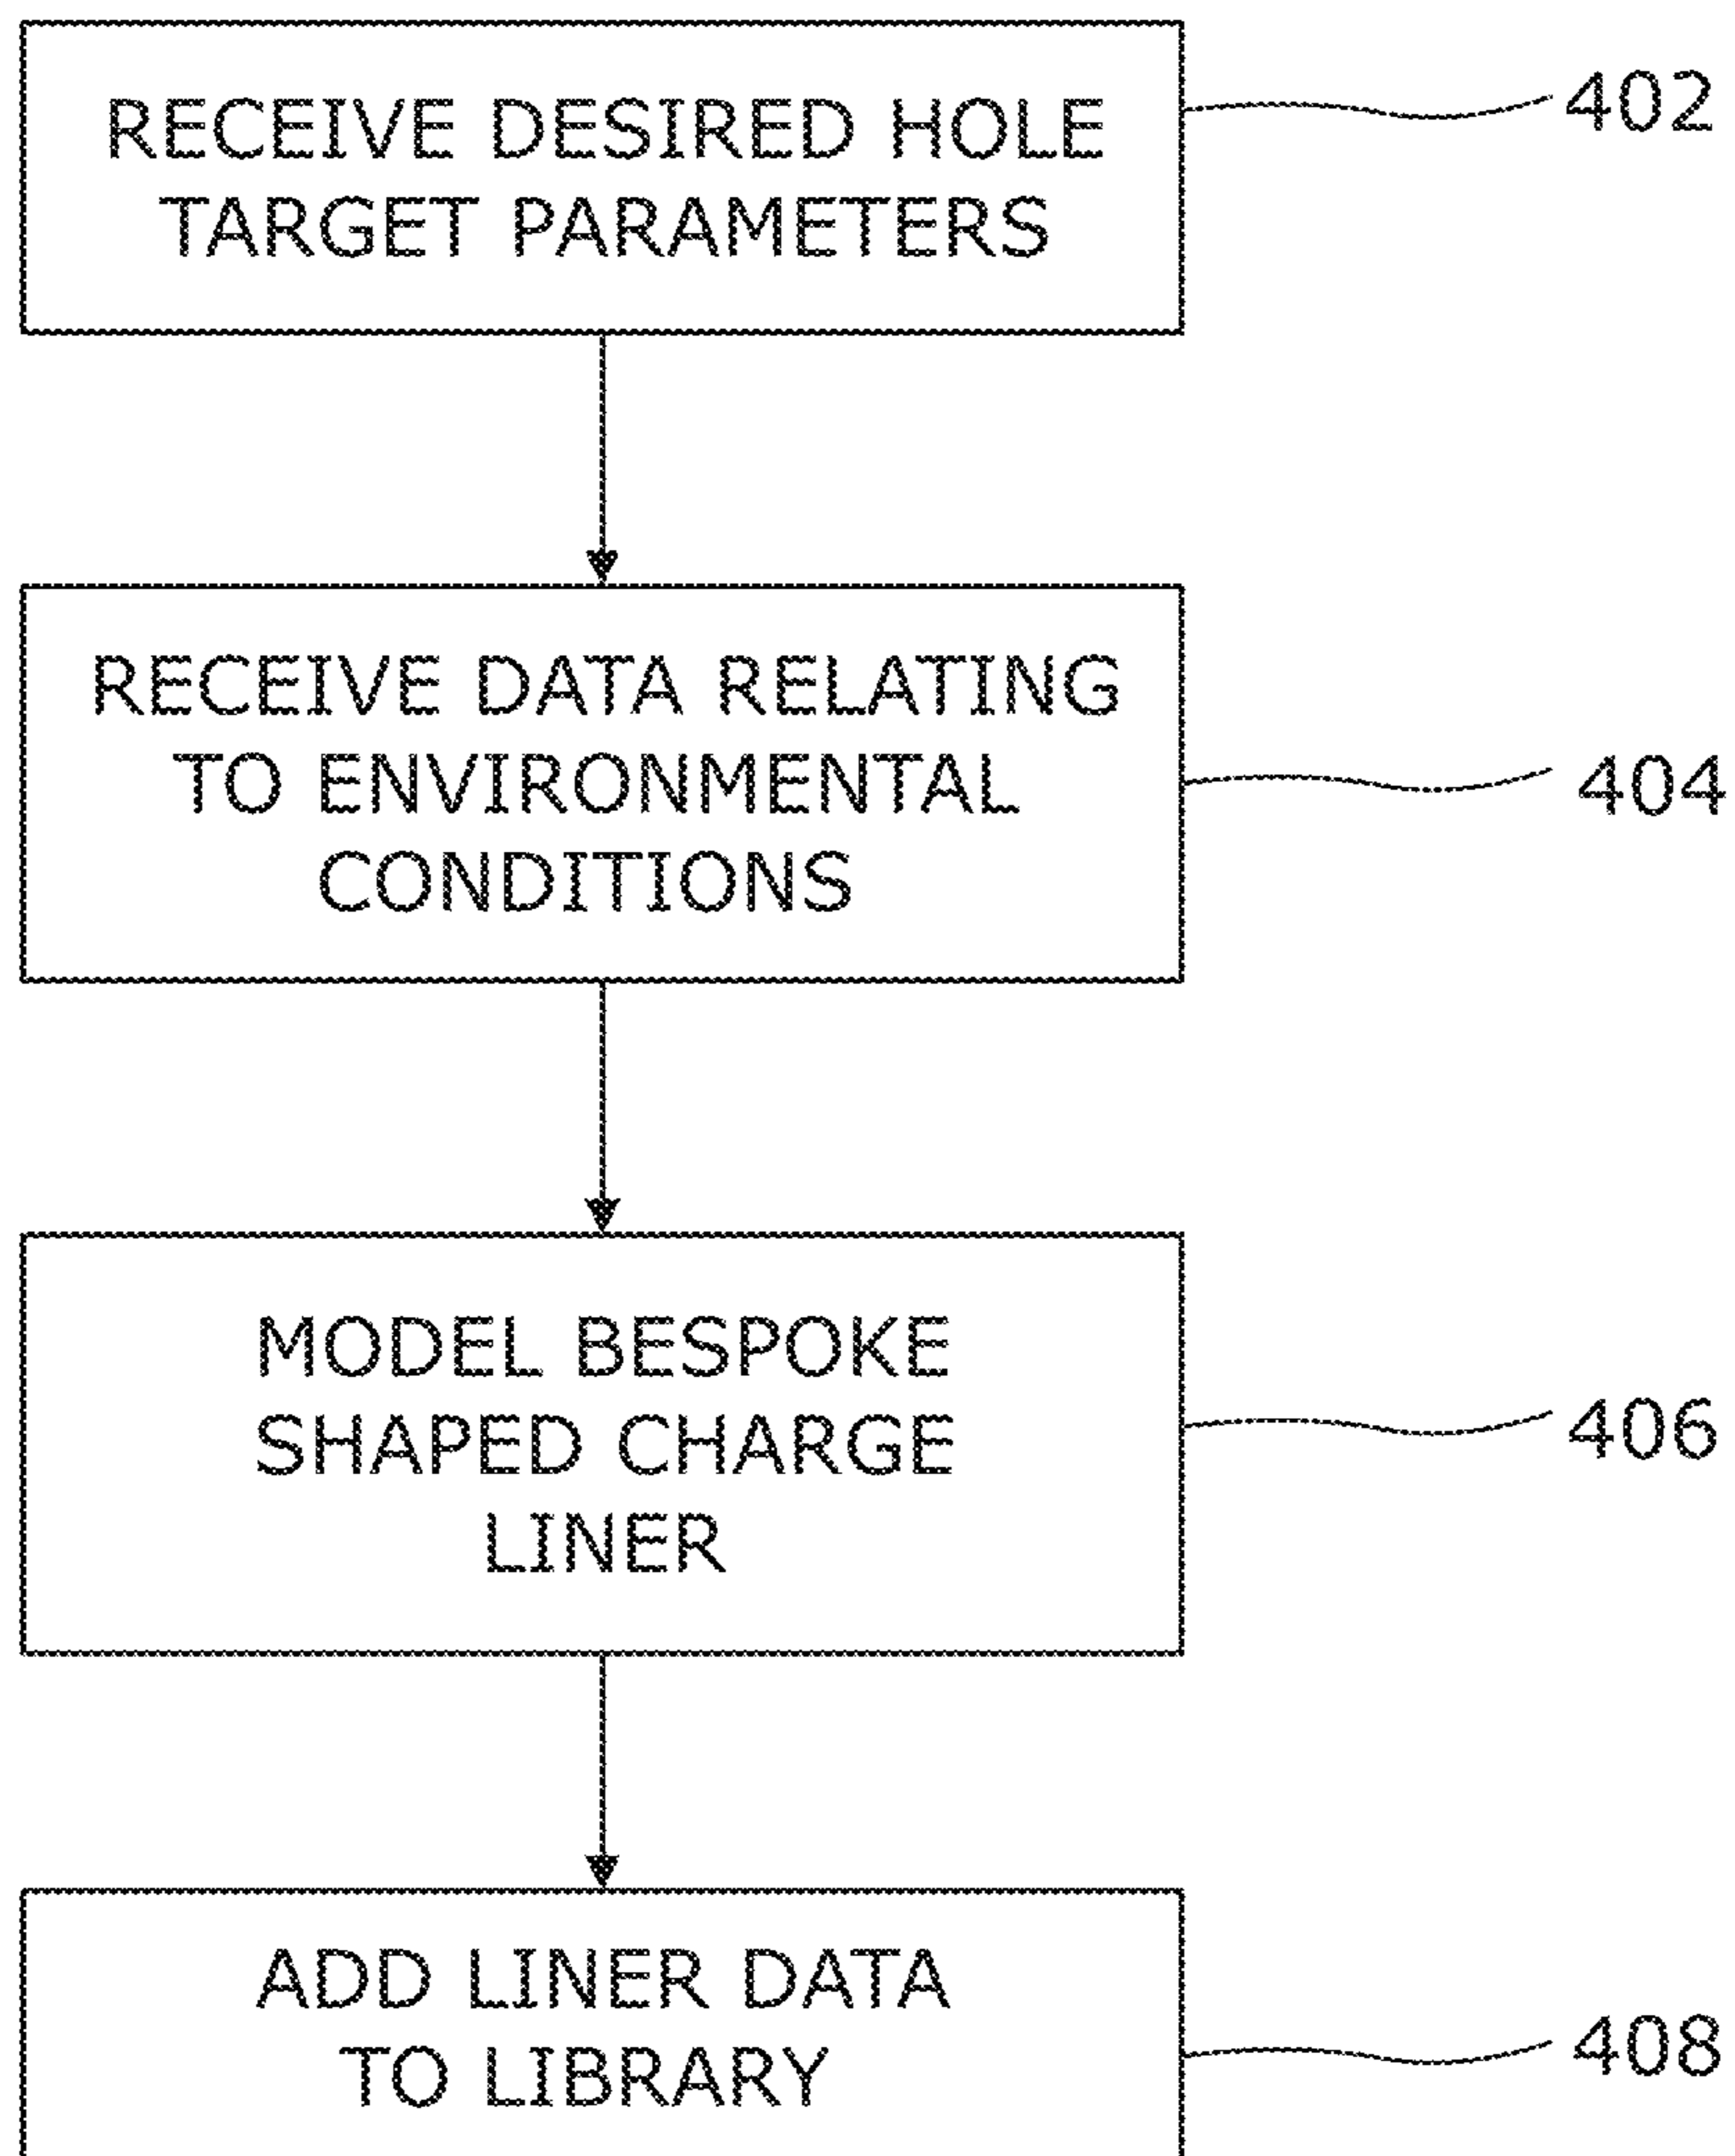 RECEIVE DESIRED HOLE
TARGET PARAMETERS
402
RECEIVE DATA RELATING
TO ENVIRONMENTAL
CONDITIONS
404
MODEL BESPOKE
SHAPED CHARGE
LINER
406
ADD LINER DATA
TO LIBRARY
408